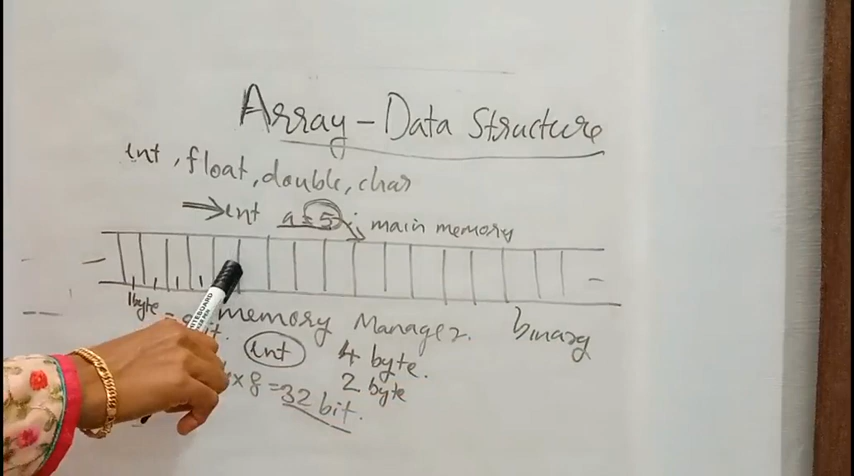 Array - Data Structure
int, float, double, char
⇒ int a = 5; main memory
1byte = bit. memory Manager. binary
int 4 byte.
2 byte
x 8 = 32 bit.